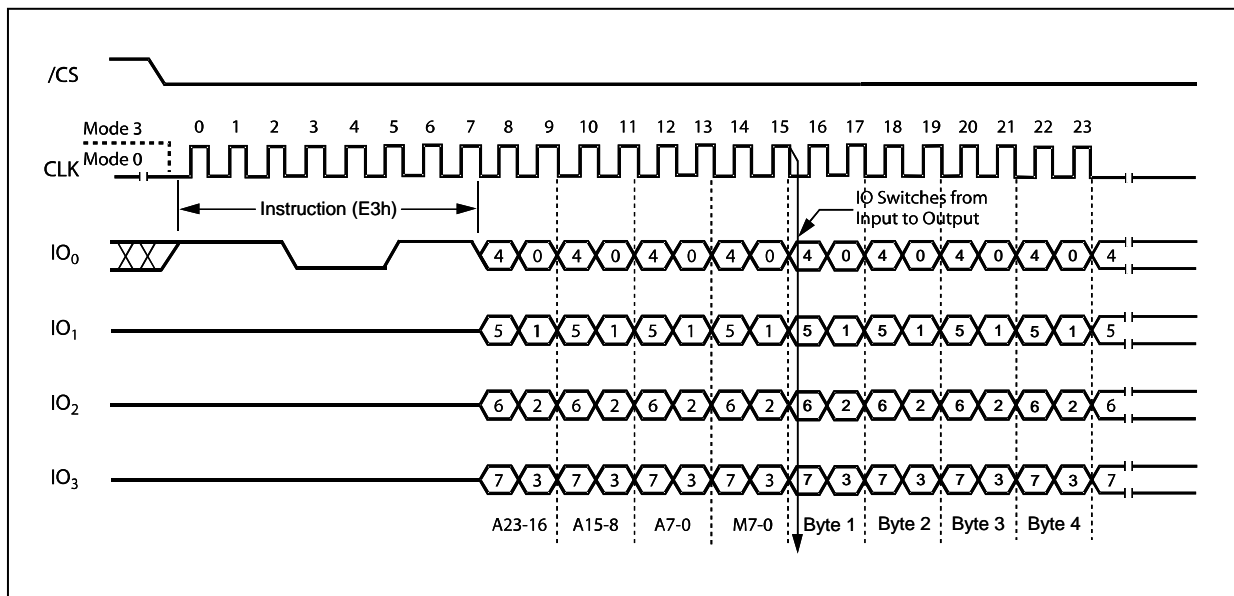 /CS
Mode 3
0 1 2 3 4 5 6 7 8 9 10 11 12 13 14 15 16 17 18 19 20 21 22 23
Mode 0
CLK
Instruction (E3h)
IO Switches from
Input to Output
IO0 4 0 4 0 4 0 4 0 4 0 4 0 4 0 4 0 4
IO1 5 1 5 1 5 1 5 1 5 1 5 1 5 1 5 1 5
IO2 6 2 6 2 6 2 6 2 6 2 6 2 6 2 6 2 6
IO3 7 3 7 3 7 3 7 3 7 3 7 3 7 3 7 3 7
A23-16 A15-8 A7-0 M7-0 Byte 1 Byte 2 Byte 3 Byte 4